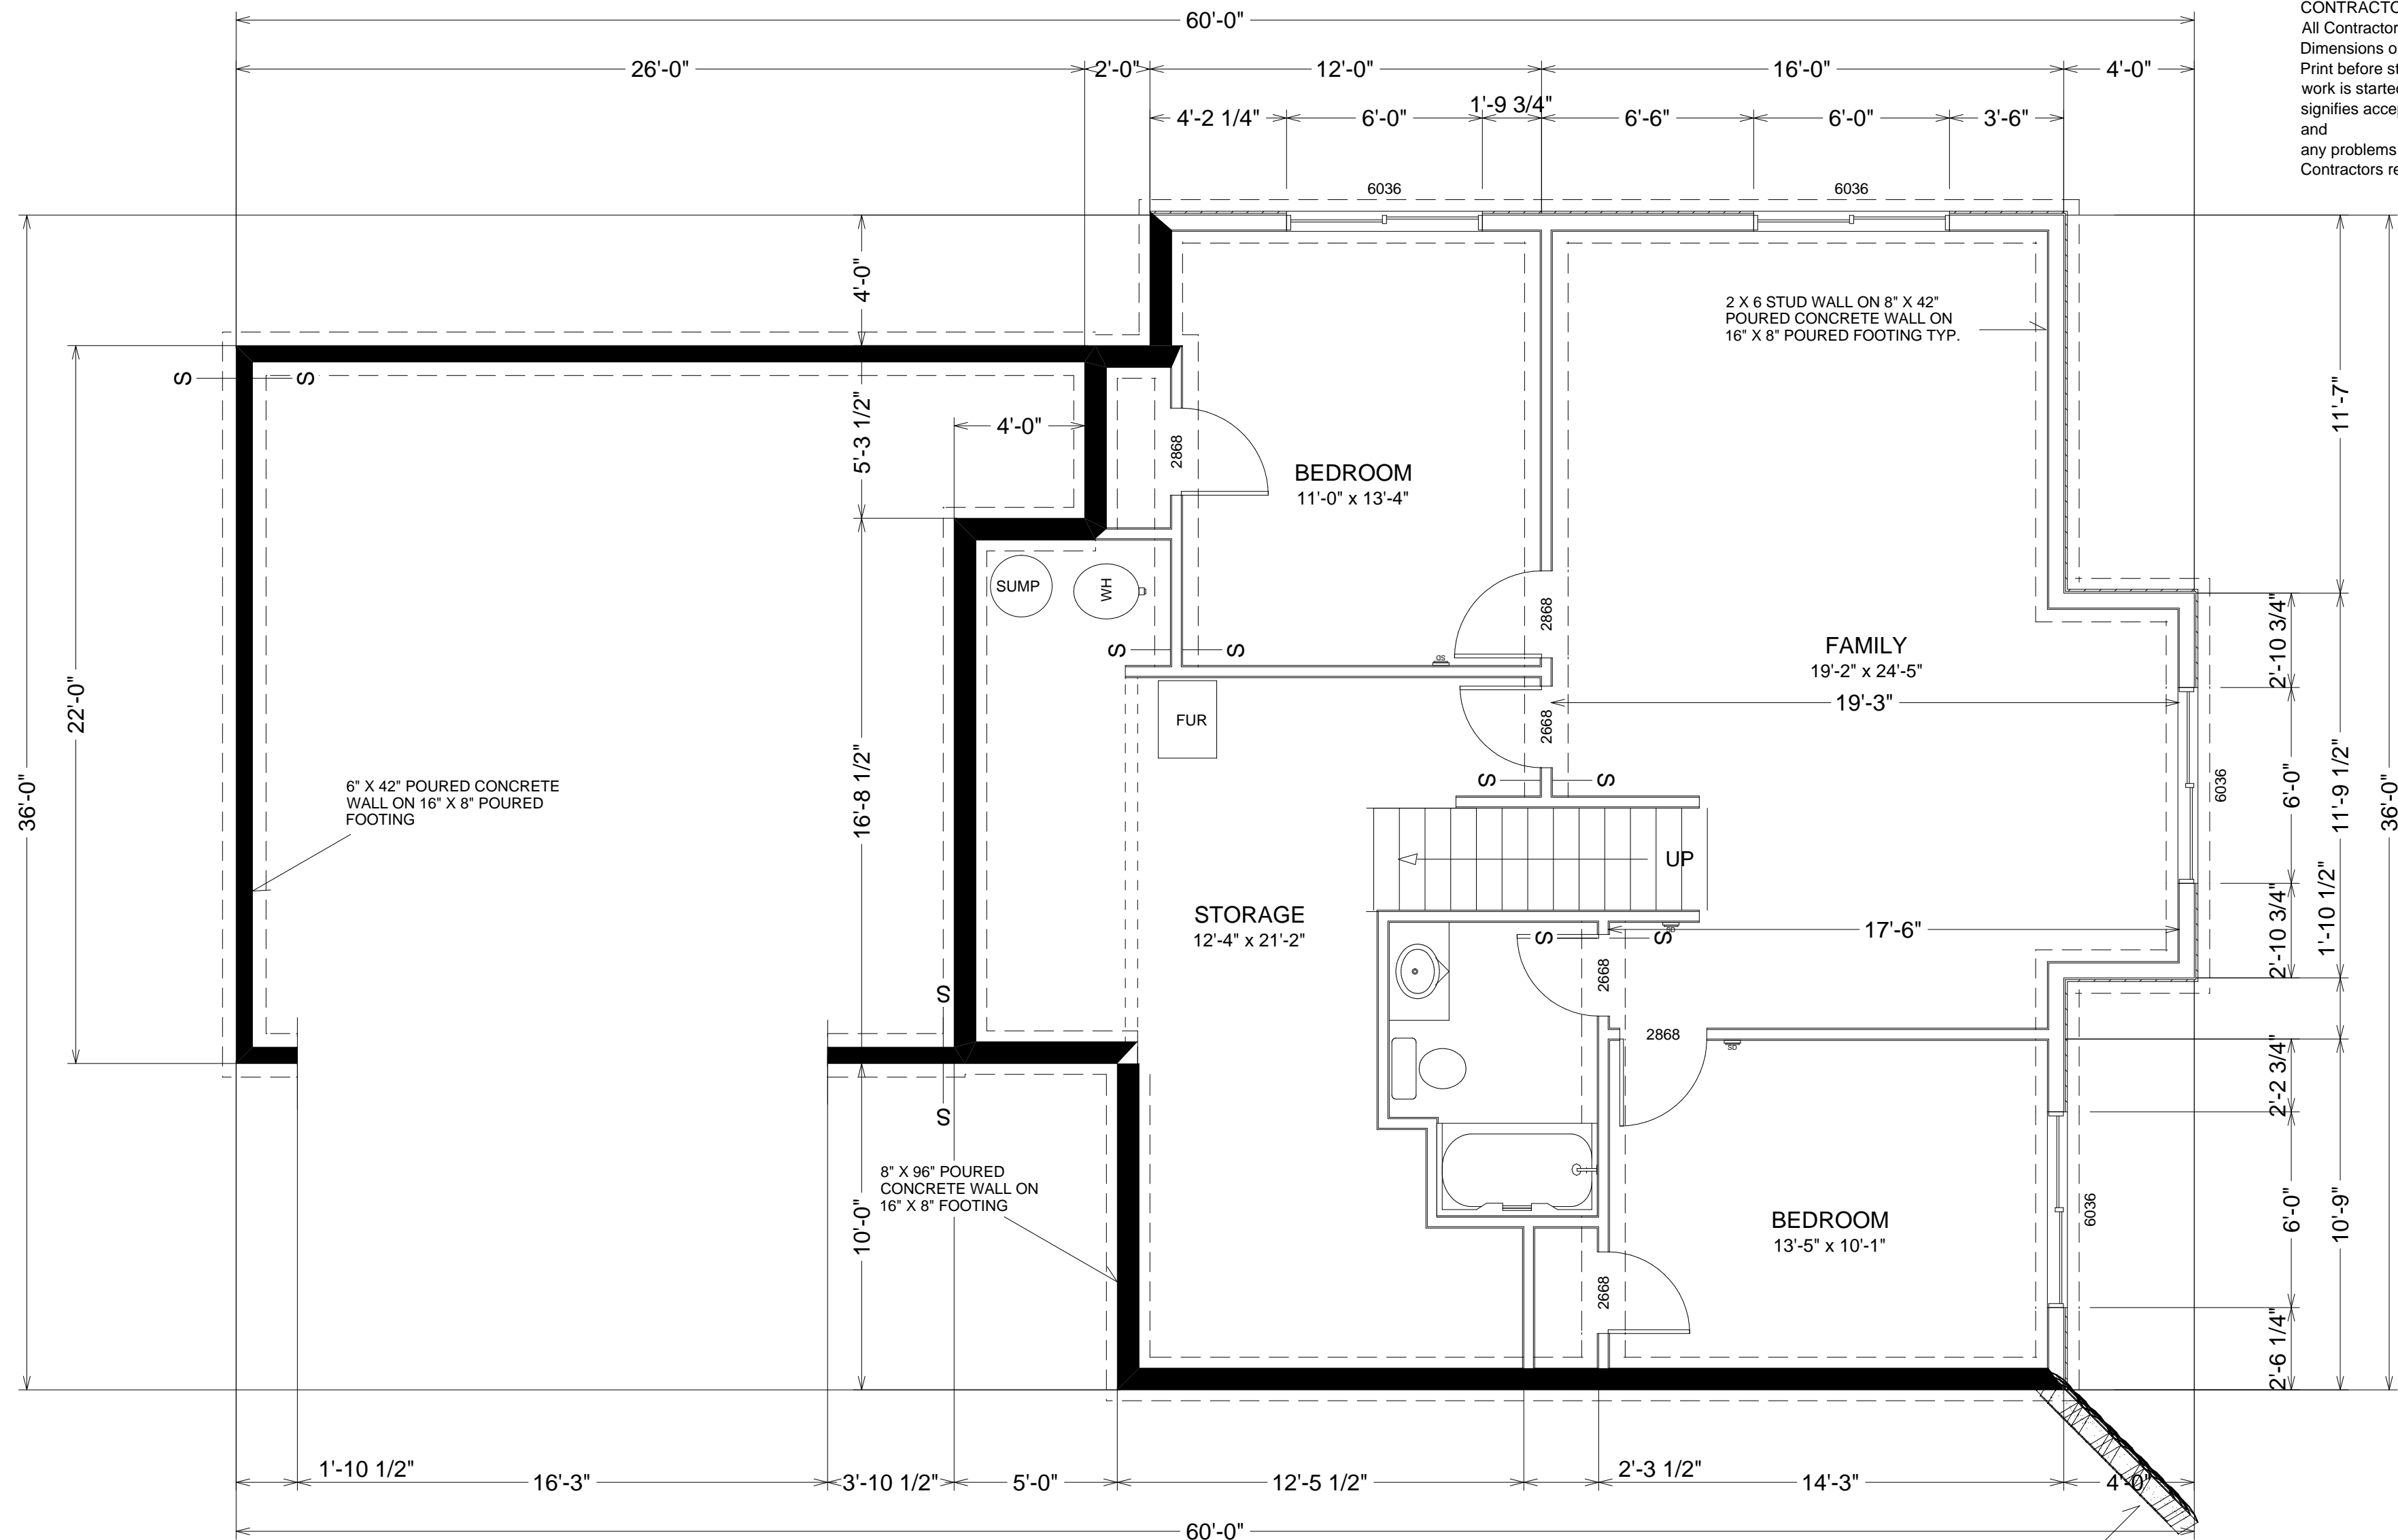 60'-0"
CONTRACTO
All Contractor
Dimensions o
Print before st
work is started
signifies accep
and
any problems
Contractors re
26'-0"
2'-0"
12'-0"
16'-0"
4'-0"
4'-2 1/4"
6'-0"
1'-9 3/4"
6'-6"
6'-0"
3'-6"
6036
6036
4'-0"
2 X 6 STUD WALL ON 8" X 42"
POURED CONCRETE WALL ON
16" X 8" POURED FOOTING TYP.
S
S
5'-3 1/2"
4'-0"
2868
BEDROOM
11'-0" x 13'-4"
11'-7"
SUMP
WH
2868
S
S
SD
FAMILY
19'-2" x 24'-5"
19'-3"
2'-10 3/4"
22'-0"
FUR
2668
S
S
36'-0"
6" X 42" POURED CONCRETE
WALL ON 16" X 8" POURED
FOOTING
16'-8 1/2"
6036
6'-0"
11'-9 1/2"
36'-0"
UP
STORAGE
12'-4" x 21'-2"
S
S
SD
17'-6"
2'-10 3/4"
1'-10 1/2"
2668
S
S
2868
SD
2'-2 3/4"
8" X 96" POURED
CONCRETE WALL ON
16" X 8" FOOTING
10'-0"
BEDROOM
13'-5" x 10'-1"
6036
6'-0"
10'-9"
2668
2'-6 1/4"
1'-10 1/2"
16'-3"
3'-10 1/2"
5'-0"
12'-5 1/2"
2'-3 1/2"
14'-3"
4'-0"
60'-0"